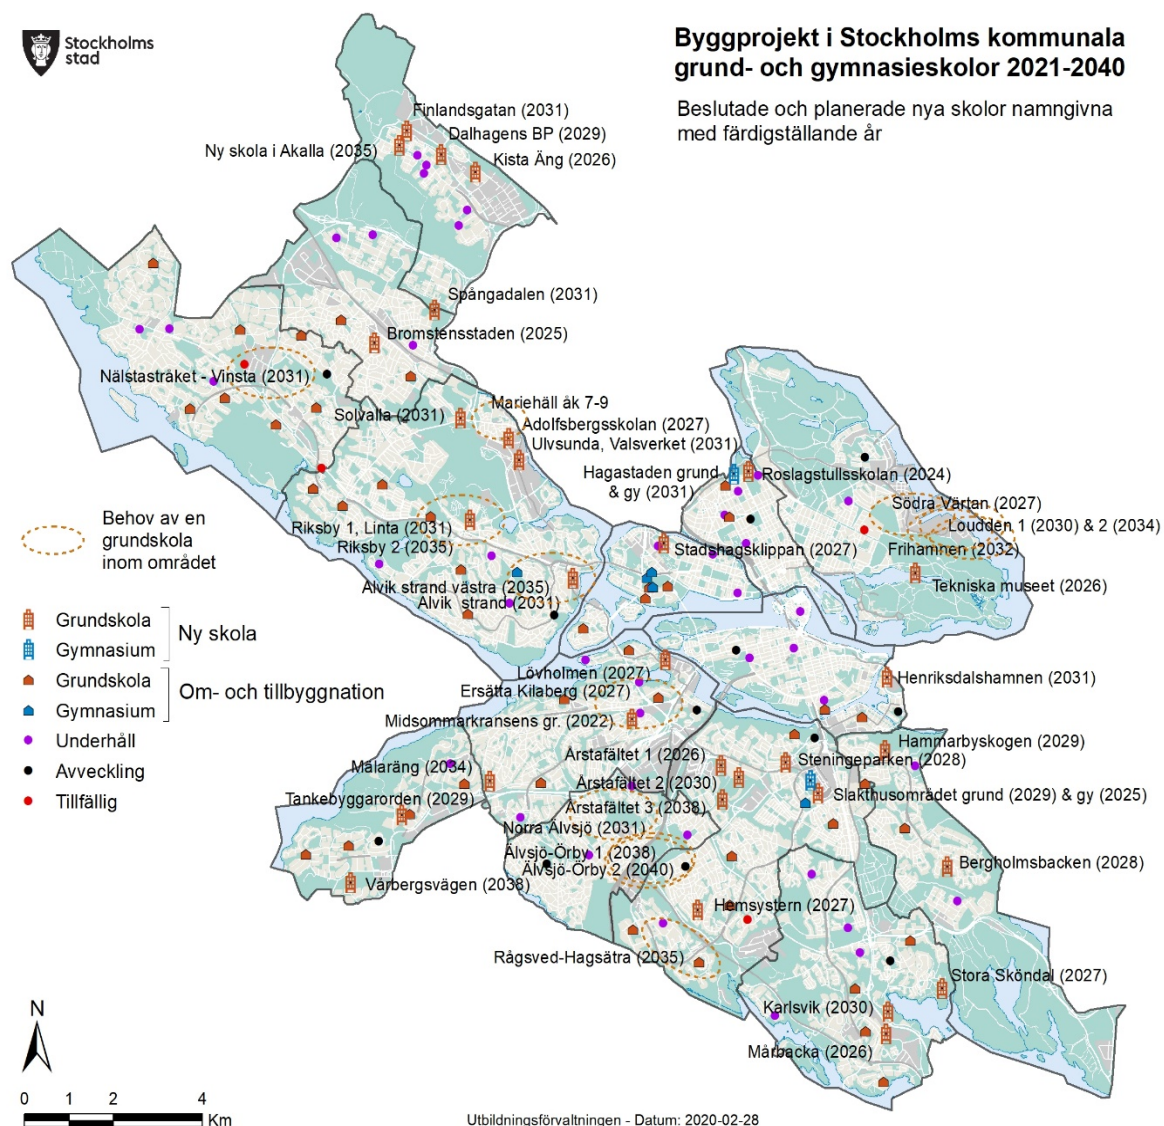 Stockholms
stad
Byggprojekt i Stockholms kommunala
grund- och gymnasieskolor 2021-2040
Beslutade och planerade nya skolor namngivna
med färdigställande år
Finlandsgatan (2031)
Dalhagens BP (2029)
Ny skola i Akalla (2035)
Kista Äng (2026)
Spångadalen (2031)
Bromstensstaden (2025)
Nälstastråket - Vinsta (2031)
Solvalla (2031)
Mariehäll åk 7-9
Adolfsbergsskolan (2027)
Ulvsunda, Valsverket (2031)
Hagastaden grund
& gy (2031)
Roslagstullsskolan (2024)
Södra Värtan (2027)
Loudden 1 (2030) & 2 (2034)
Frihamnen (2032)
Tekniska museet (2026)
Stadshagsklippan (2027)
Riksby 1, Linta (2031)
Riksby 2 (2035)
Alvik strand västra (2035)
Alvik strand (2031)
Behov av en
grundskola
inom området
Grundskola
Gymnasium
Ny skola
Grundskola
Gymnasium
Om- och tillbyggnation
Underhåll
Avveckling
Tillfällig
Lövholmen (2027)
Ersätta Kilaberg (2027)
Midsommarkransens gr. (2022)
Henriksdalshamnen (2031)
Hammarbyskogen (2029)
Steningeparken (2028)
Slakthusområdet grund (2029) & gy (2025)
Årstafältet 1 (2026)
Årstafältet 2 (2030)
Årstafältet 3 (2038)
Mälaräng (2034)
Tankebyggarorden (2029)
Norra Älvsjö (2031)
Älvsjö-Örby 1 (2038)
Älvsjö-Örby 2 (2040)
Bergholmsbacken (2028)
Vårbergsvägen (2038)
Hemsystern (2027)
Rågsved-Hagsätra (2035)
Stora Sköndal (2027)
Karlsvik (2030)
Mårbacka (2026)
N
0 1 2 4
Km
Utbildningsförvaltningen - Datum: 2020-02-28